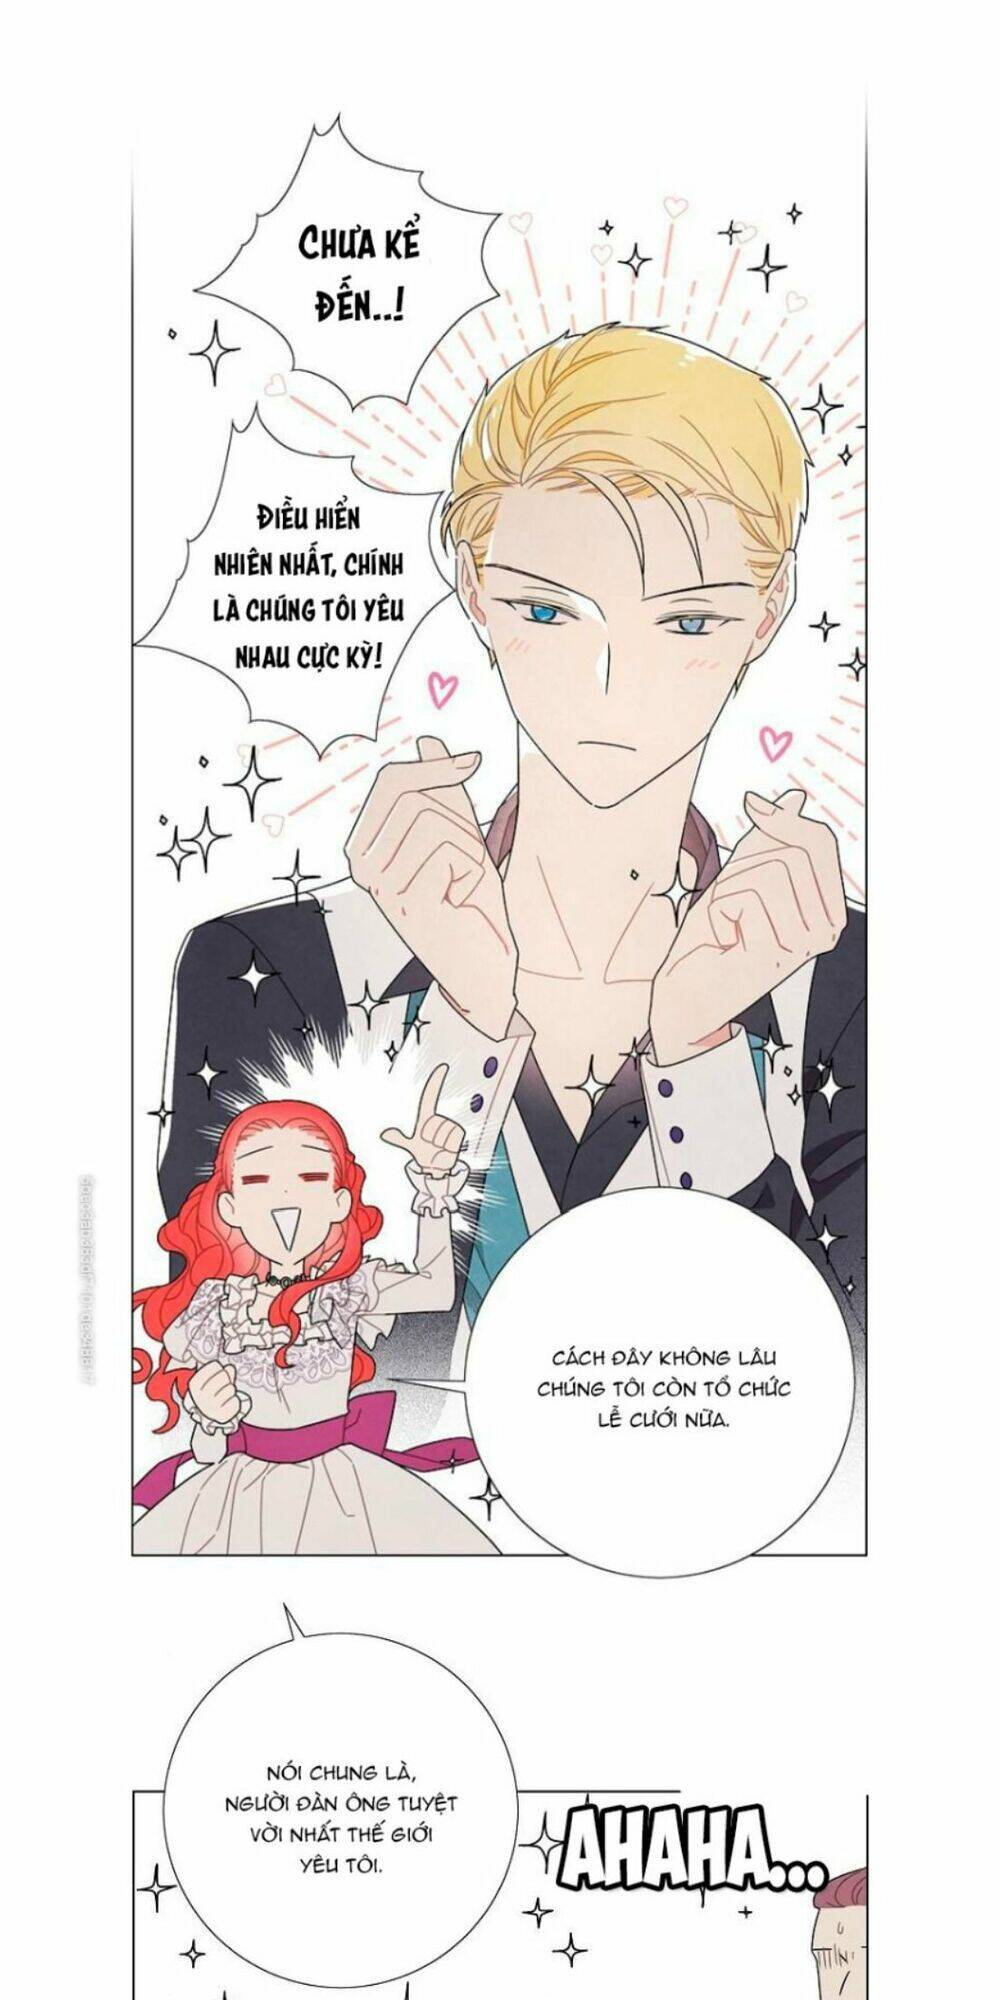 CHƯA KỂ
ĐẾN..!
ĐIỀU HIỂN
NHIÊN NHẤT, CHÍNH
LÀ CHÚNG TÔI YÊU
NHAU CỰC KỲ!
CÁCH ĐÂY KHÔNG LÂU
CHÚNG TÔI CÒN TỔ CHỨC
LỄ CƯỚI NỮA.
NÓI CHUNG LÀ,
NGƯỜI ĐÀN ÔNG TUYỆT
VỜI NHẤT THẾ GIỚI
YÊU TÔI.
AHAHA...